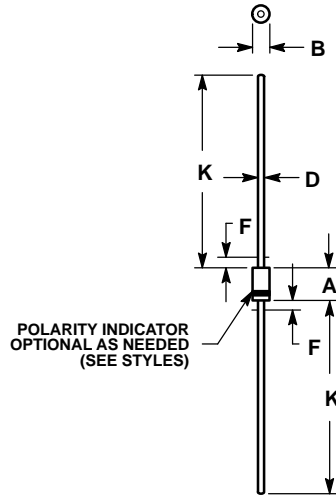 B
K
D
F
A
POLARITY INDICATOR
OPTIONAL AS NEEDED
(SEE STYLES)
F
K